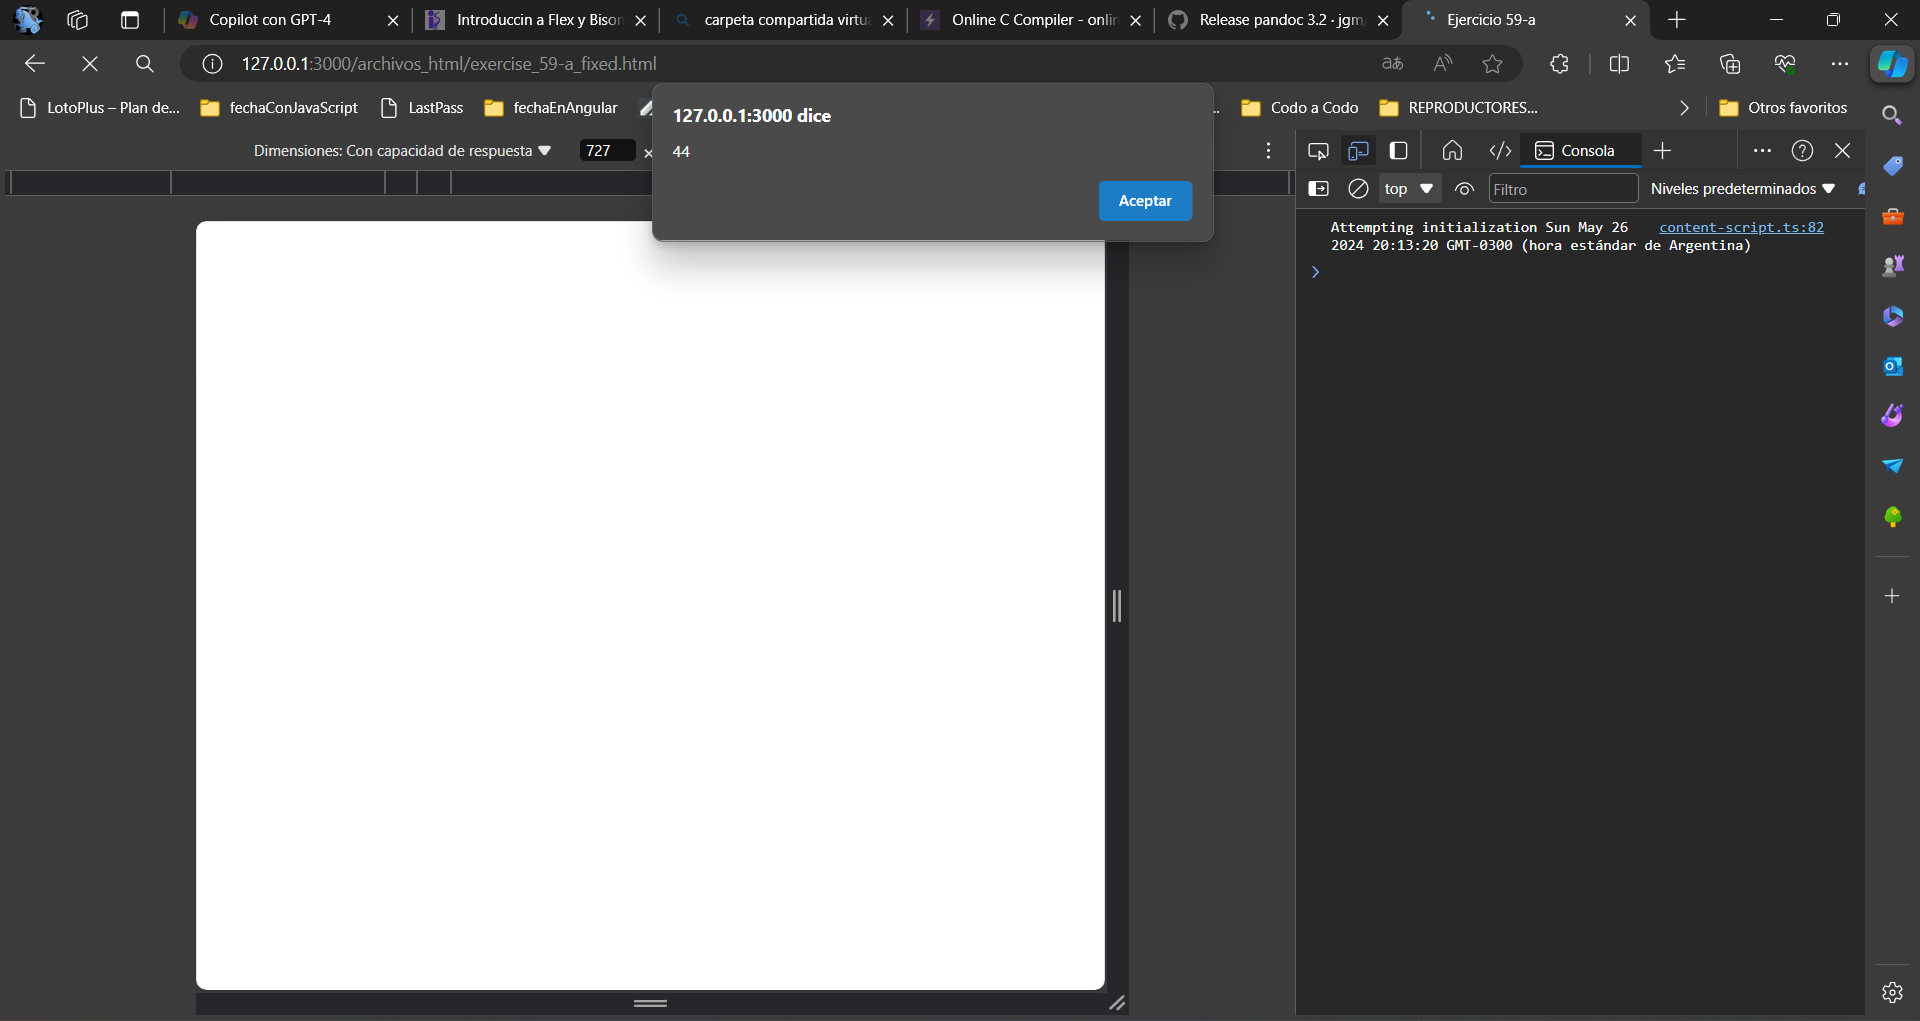 Copilot con GPT-4
Introduccin a Flex y Bison
carpeta compartida virtu
Online C Compiler - onlin
Release pandoc 3.2 · jgm
Ejercicio 59-a
127.0.0.1:3000/archivos_html/exercise_59-a_fixed.html
LotoPlus – Plan de...
fechaConJavaScript
LastPass
fechaEnAngular
...
Codo a Codo
REPRODUCTORES...
Otros favoritos
127.0.0.1:3000 dice
44
Aceptar
Dimensiones: Con capacidad de respuesta
727
Consola
top
Filtro
Niveles predeterminados
Attempting initialization Sun May 26 content-script.ts:82
2024 20:13:20 GMT-0300 (hora estándar de Argentina)